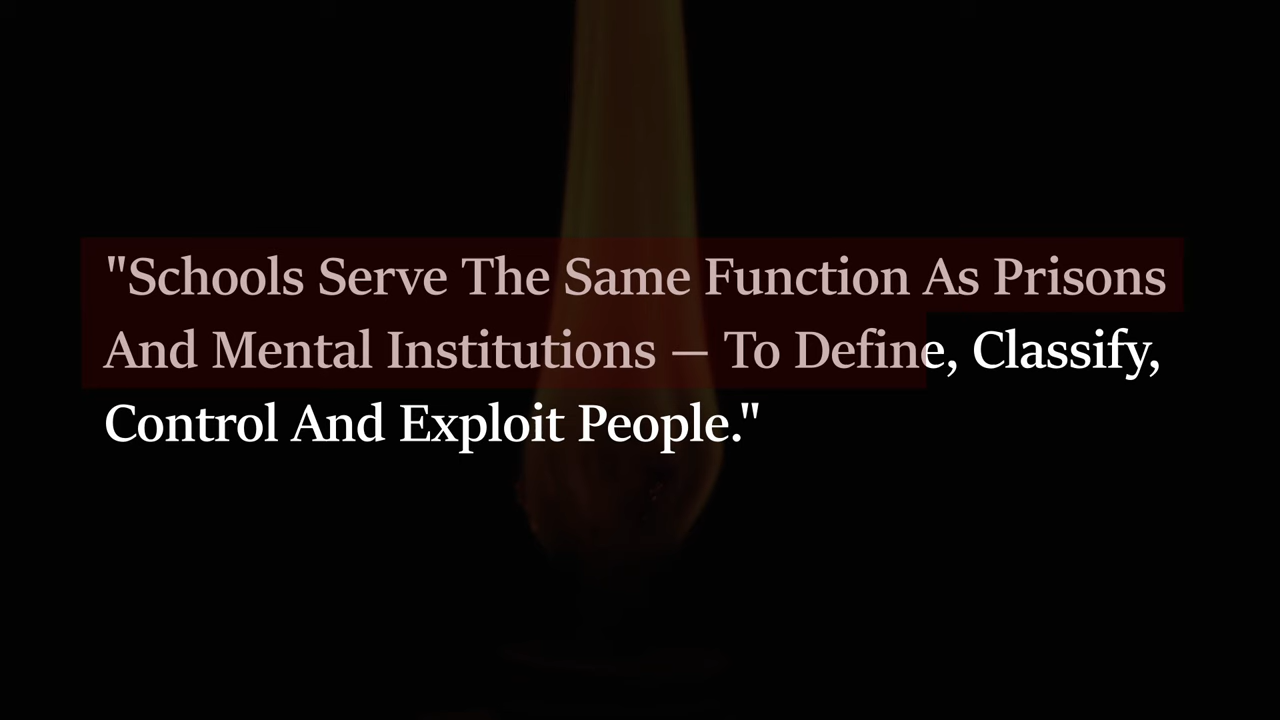 "Schools Serve The Same Function As Prisons
And Mental Institutions — To Define, Classify,
Control And Exploit People."